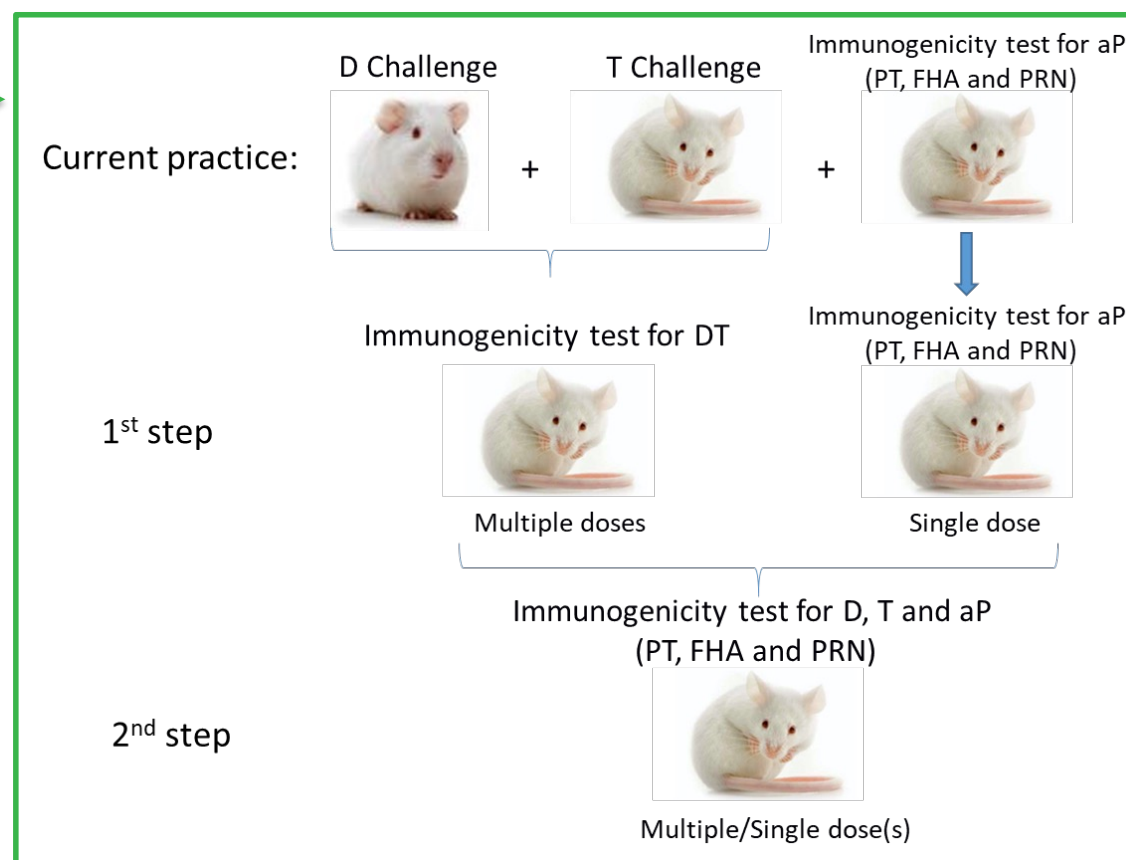 Immunogenicity test for aP
D Challenge
T Challenge
(PT, FHA and PRN)
Current practice:
+
+
Immunogenicity test for DT
Immunogenicity test for aP
(PT, FHA and PRN)
1st step
Multiple doses
Single dose
Immunogenicity test for D, T and aP
(PT, FHA and PRN)
2nd step
Multiple/Single dose(s)